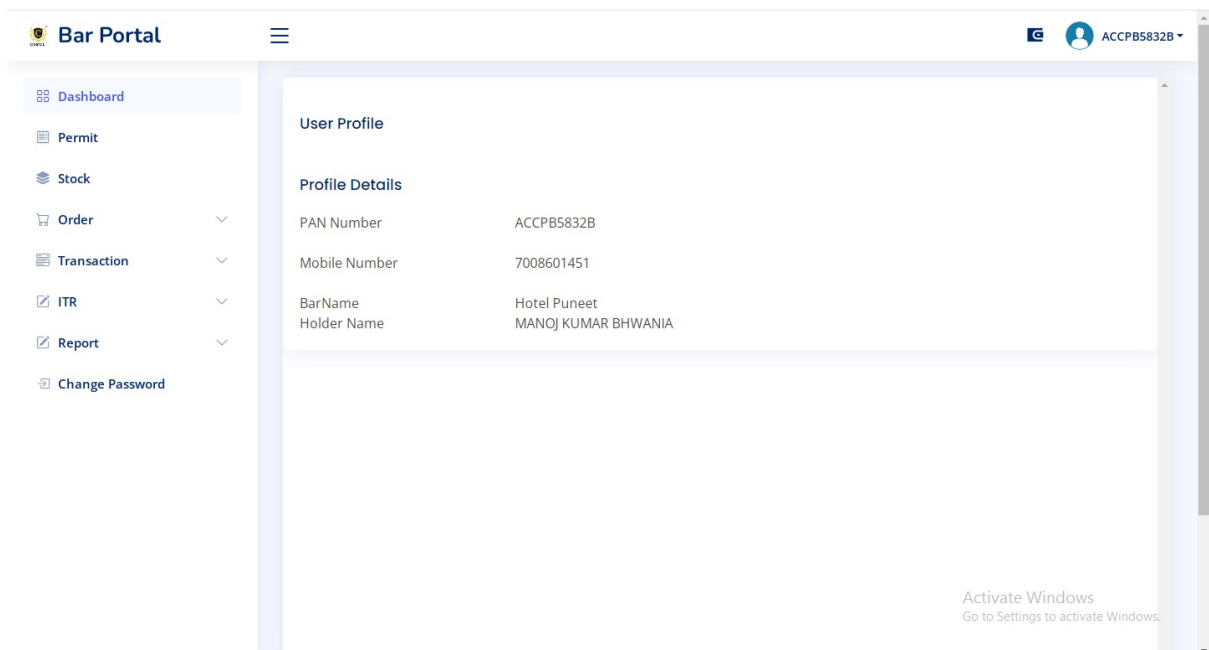 Bar Portal
ACCPB5832B
Dashboard
Permit
Stock
Order
Transaction
ITR
Report
Change Password
User Profile
Profile Details
PAN Number ACCPB5832B
Mobile Number 7008601451
BarName Hotel Puneet
Holder Name MANOJ KUMAR BHWANIA
Activate Windows
Go to Settings to activate Windows.